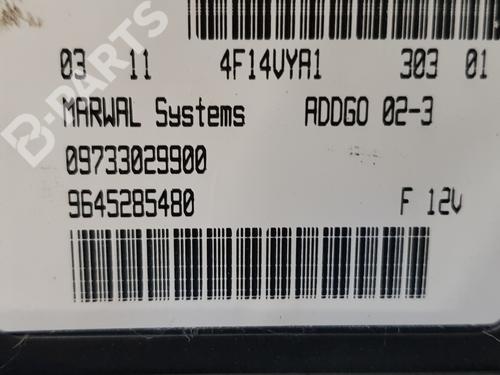 03 11 4F14VYA1 303 01
MARWAL Systems ADDGO 02-3
09733029900
9645285480 F 12V
B-PARTS